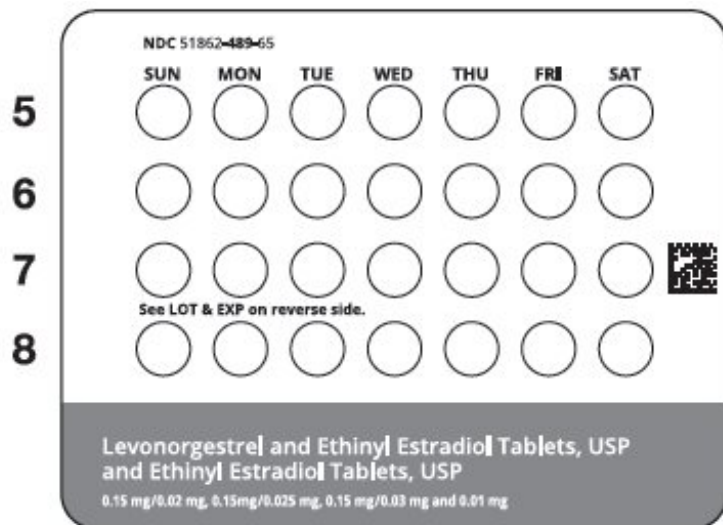 NDC 51862-489-65
SUN MON TUE WED THU FRI SAT
5
6
7
See LOT & EXP on reverse side.
8
Levonorgestrel and Ethinyl Estradiol Tablets, USP
and Ethinyl Estradiol Tablets, USP
0.15 mg/0.02 mg, 0.15mg/0.025 mg, 0.15 mg/0.03 mg and 0.01 mg